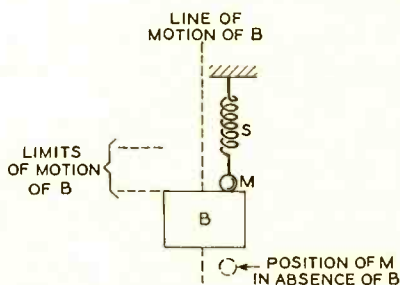 LINE OF
MOTION OF B
S
LIMITS
OF MOTION
OF B
M
B
POSITION OF M
IN ABSENCE OF B